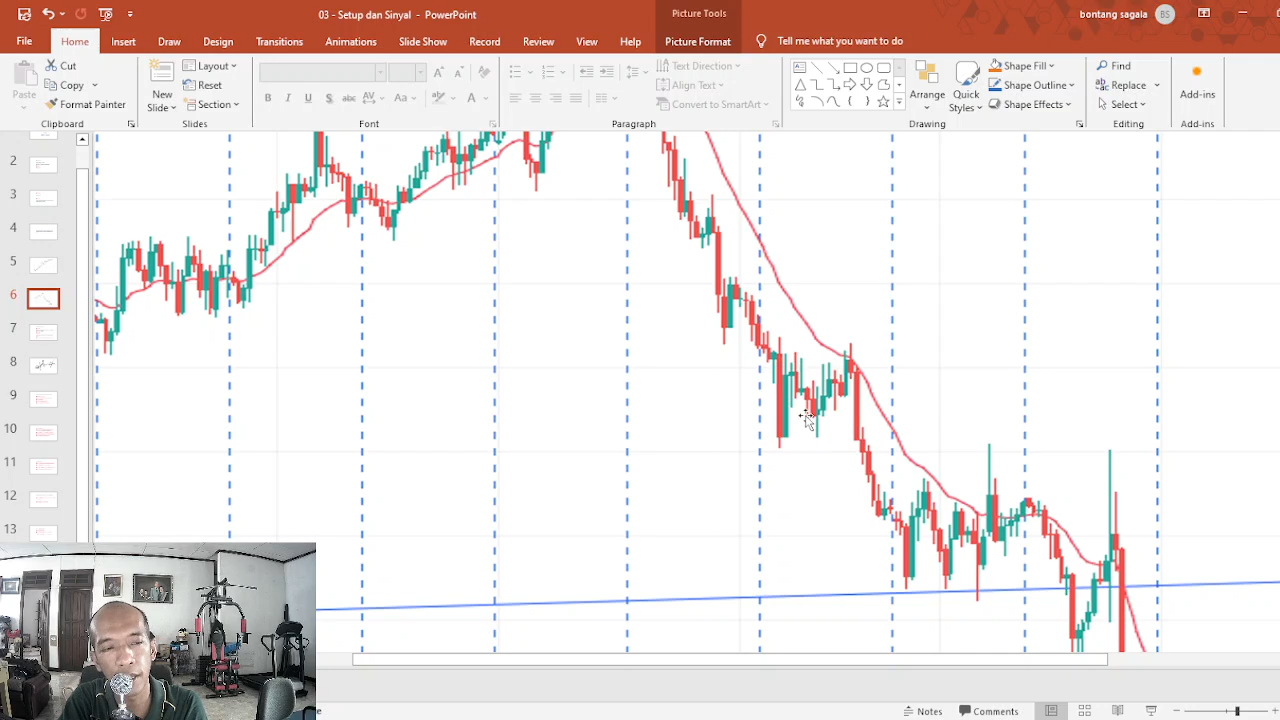 03 - Setup dan Sinyal - PowerPoint
Picture Tools
bontang sagala
BS
File
Home
Insert
Draw
Design
Transitions
Animations
Slide Show
Record
Review
View
Help
Picture Format
Tell me what you want to do
Paste
Cut
Copy
Format Painter
Clipboard
New
Slide
Layout
Reset
Section
Slides
B I U S abc AV Aa A
Font
Text Direction
Align Text
Convert to SmartArt
Paragraph
Arrange
Quick
Styles
Shape Fill
Shape Outline
Shape Effects
Drawing
Find
Replace
Select
Editing
Add-ins
Add-ins
2
3
4
5
6
7
8
9
10
11
12
13
Notes
Comments